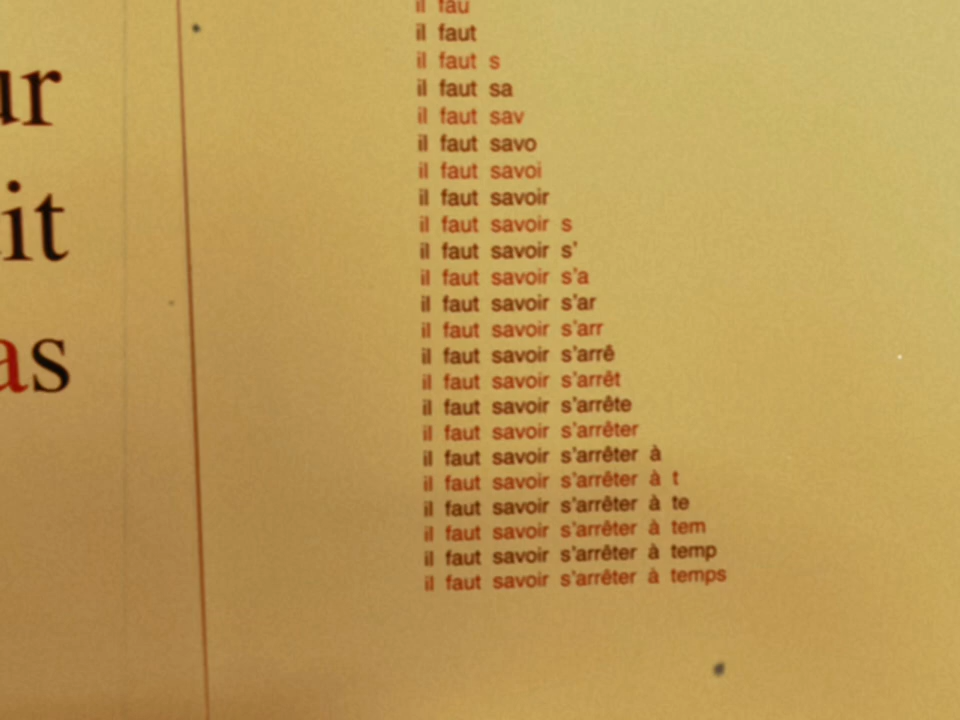 ur
it
as
il fau
il faut
il faut s
il faut sa
il faut sav
il faut savo
il faut savoi
il faut savoir
il faut savoir s
il faut savoir s'
il faut savoir s'a
il faut savoir s'ar
il faut savoir s'arr
il faut savoir s'arrê
il faut savoir s'arrêt
il faut savoir s'arrête
il faut savoir s'arrêter
il faut savoir s'arrêter à
il faut savoir s'arrêter à t
il faut savoir s'arrêter à te
il faut savoir s'arrêter à tem
il faut savoir s'arrêter à temp
il faut savoir s'arrêter à temps